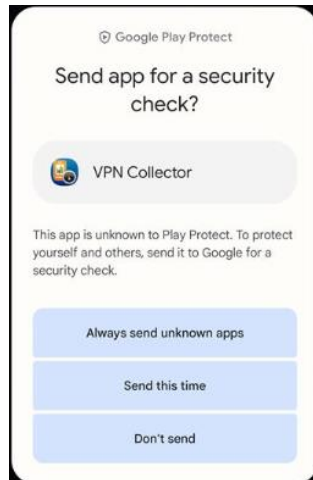 Google Play Protect
Send app for a security
check?
VPN Collector
This app is unknown to Play Protect. To protect
yourself and others, send it to Google for a
security check.
Always send unknown apps
Send this time
Don't send